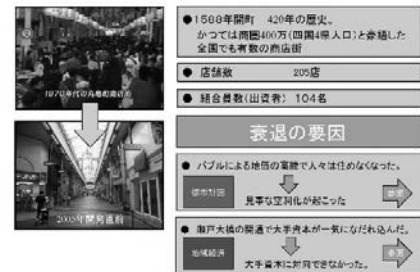 1970年代の丸亀町商店街
2005年開発直前
●1588年開町 420年の歴史。
かつては商圏400万(四国4県人口)と豪語した
全国でも有数の商店街
● 店舗数 205店
● 組合員数(出資者) 104名
衰退の要因
● バブルによる地価の高騰で人々は住めなくなった。
都市計画
見事な空洞化が起こった
● 瀬戸大橋の開通で大手資本が一気になだれ込んだ。
地域経済
大手資本に対向できなかった。